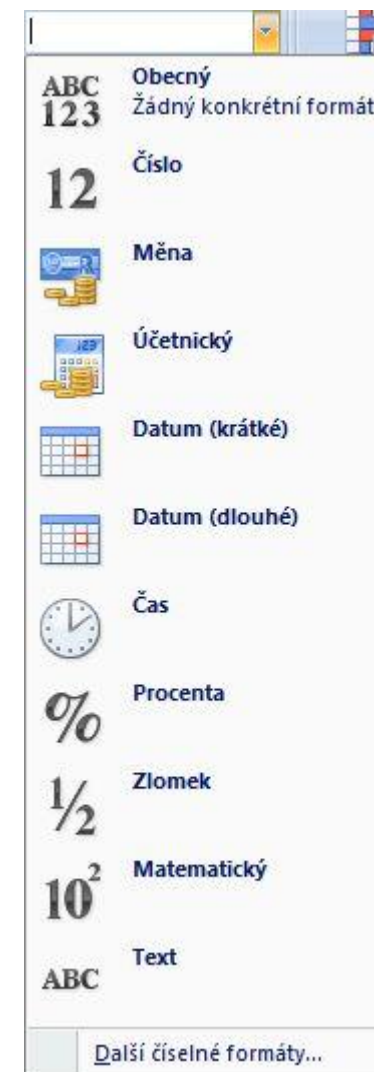 Obecný
ABC
123
Žádný konkrétní formát
Číslo
12
Měna
Účetnický
123
Datum (krátké)
Datum (dlouhé)
Čas
Procenta
%
Zlomek
½
Matematický
10²
Text
ABC
Další číselné formáty...